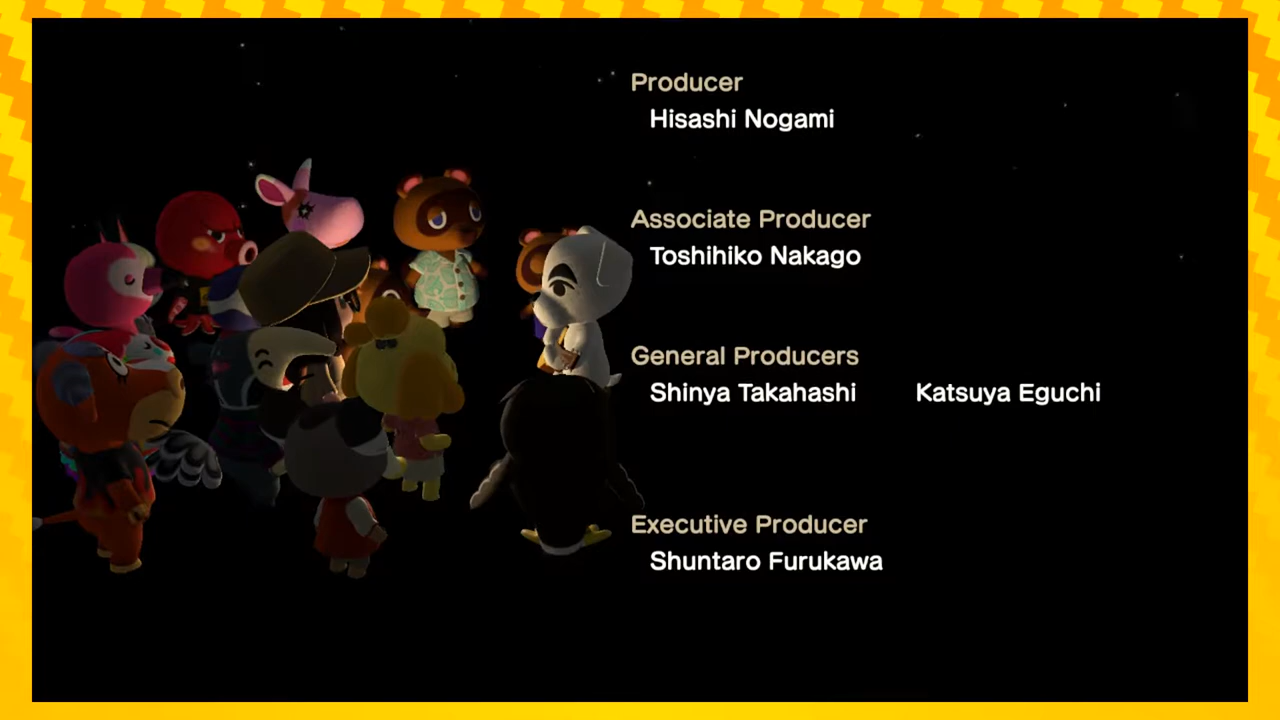 Producer
Hisashi Nogami
Associate Producer
Toshihiko Nakago
General Producers
Shinya Takahashi Katsuya Eguchi
Executive Producer
Shuntaro Furukawa